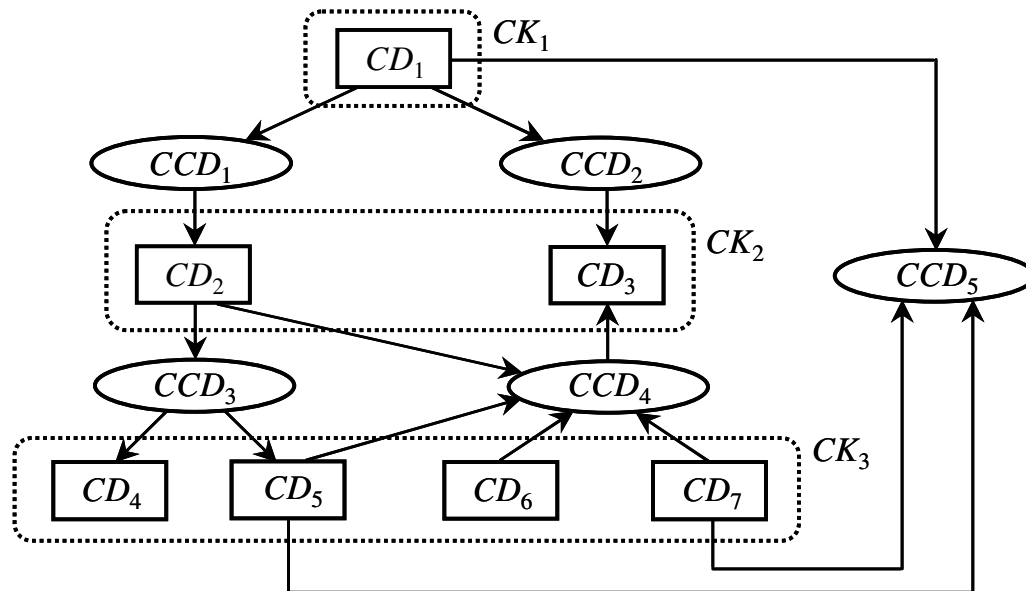 CK₁
CD₁
CCD₁
CCD₂
CK₂
CD₂
CD₃
CCD₅
CCD₃
CCD₄
CK₃
CD₄
CD₅
CD₆
CD₇